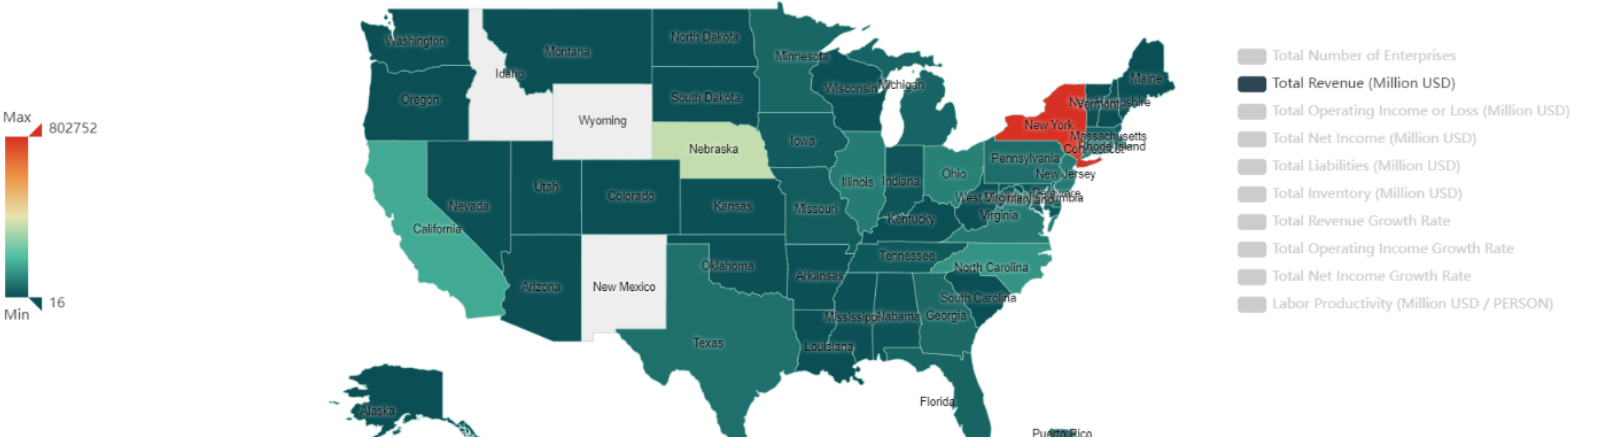 Max
802752
16
Min
Washington
Montana
North Dakota
Minnesota
Idaho
Oregon
South Dakota
Wisconsin
Michigan
Maine
Wyoming
New York
Vermont
Massachusetts
Rhode Island
Connecticut
Nebraska
Iowa
Pennsylvania
New Jersey
Ohio
Illinois
Indiana
Utah
Colorado
Nevada
Kansas
Missouri
Kentucky
Virginia
California
Tennessee
North Carolina
Oklahoma
Arkansas
Arizona
New Mexico
South Carolina
Mississippi
Alabama
Georgia
Texas
Louisiana
Florida
Alaska
Puerto Rico
Total Number of Enterprises
Total Revenue (Million USD)
Total Operating Income or Loss (Million USD)
Total Net Income (Million USD)
Total Liabilities (Million USD)
Total Inventory (Million USD)
Total Revenue Growth Rate
Total Operating Income Growth Rate
Total Net Income Growth Rate
Labor Productivity (Million USD / PERSON)